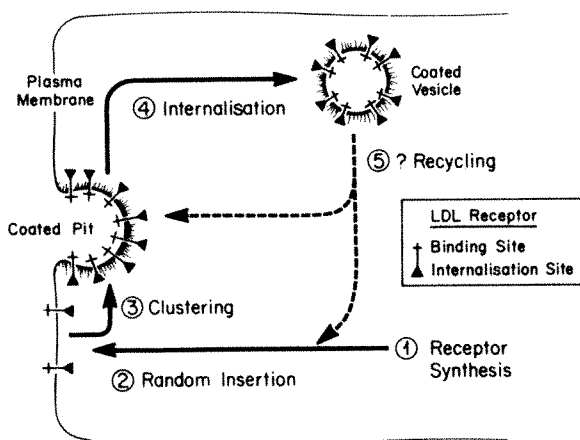 Plasma
Membrane
④ Internalisation
Coated
Vesicle
⑤ ? Recycling
Coated Pit
LDL Receptor
Binding Site
Internalisation Site
③ Clustering
② Random Insertion
① Receptor
Synthesis